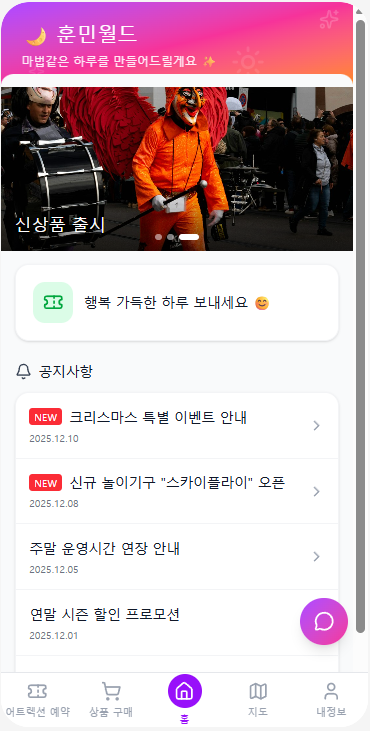 🌙 훈민월드
마법같은 하루를 만들어드릴게요 ✨
신상품 출시
행복 가득한 하루 보내세요 😊
공지사항
NEW 크리스마스 특별 이벤트 안내
2025.12.10
NEW 신규 놀이기구 "스카이플라이" 오픈
2025.12.08
주말 운영시간 연장 안내
2025.12.05
연말 시즌 할인 프로모션
2025.12.01
어트렉션 예약 상품 구매 홈 지도 내정보